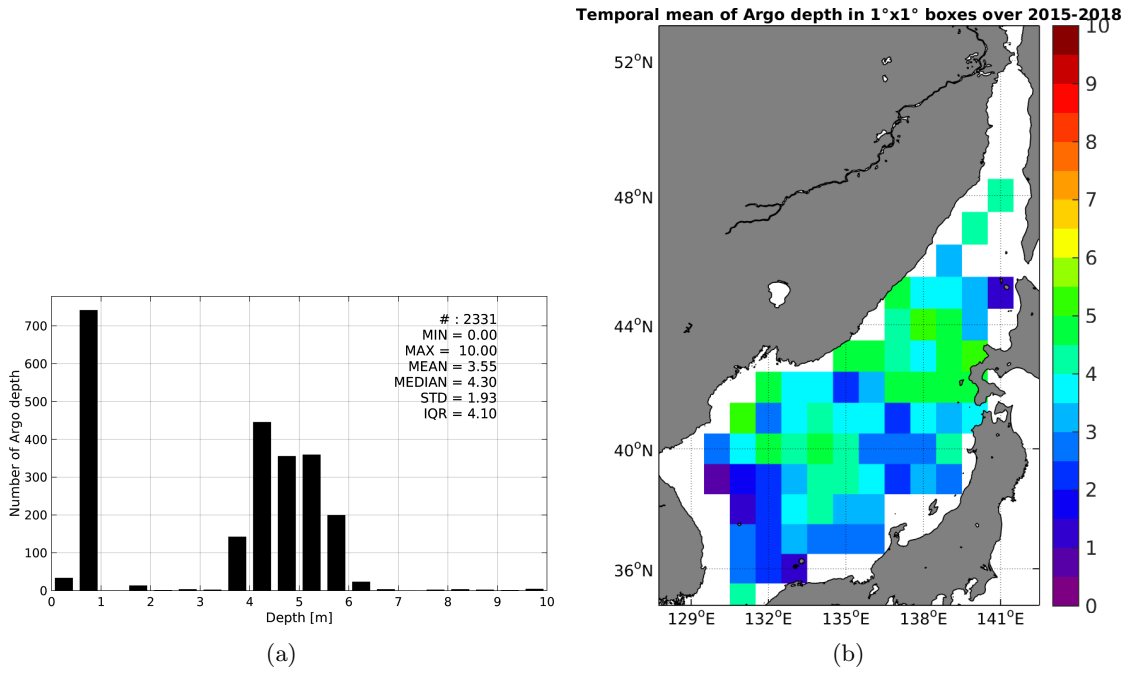 Number of Argo depth
700
600
500
400
300
200
100
0
# : 2331
MIN = 0.00
MAX = 10.00
MEAN = 3.55
MEDIAN = 4.30
STD = 1.93
IQR = 4.10
0 1 2 3 4 5 6 7 8 9 10
Depth [m]
(a)
Temporal mean of Argo depth in 1°x1° boxes over 2015-2018
52°N
48°N
44°N
40°N
36°N
129°E 132°E 135°E 138°E 141°E
10
9
8
7
6
5
4
3
2
1
0
(b)